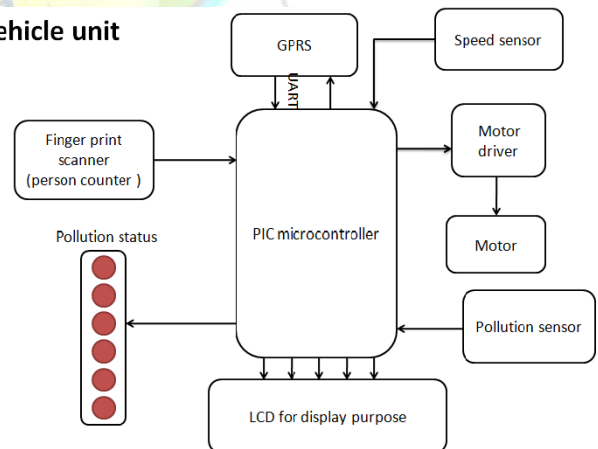 ehicle unit
GPRS
Speed sensor
UART
Finger print
scanner
(person counter )
Motor
driver
PIC microcontroller
Pollution status
Motor
Pollution sensor
LCD for display purpose